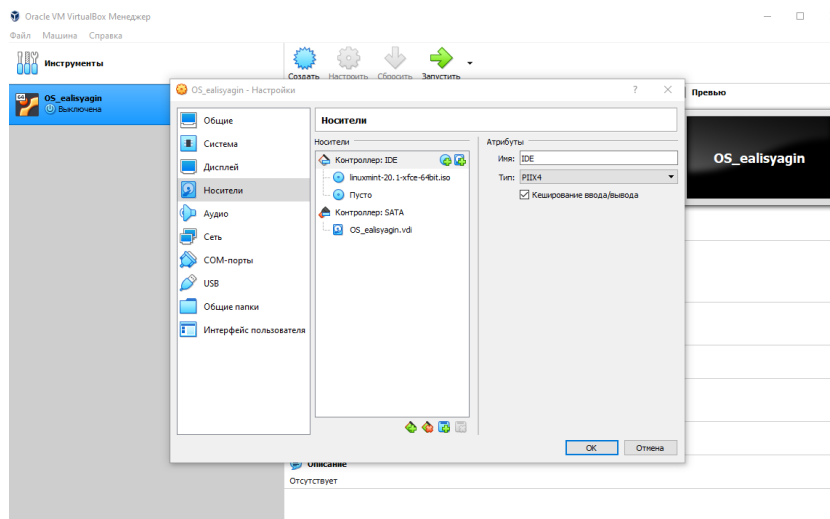 Oracle VM VirtualBox Менеджер
Файл Машина Справка
Инструменты
Создать Настроить Сбросить Запустить
64
OS_ealisyagin
Выключена
Превью
OS_ealisyagin
OS_ealisyagin - Настройки
?
Общие
Система
Дисплей
Носители
Аудио
Сеть
COM-порты
USB
Общие папки
Интерфейс пользователя
Носители
Носители
Контроллер: IDE
linuxmint-20.1-xfce-64bit.iso
Пусто
Контроллер: SATA
OS_ealisyagin.vdi
Атрибуты
Имя: IDE
Тип: PIIX4
Кеширование ввода/вывода
OK Отмена
Описание
Отсутствует